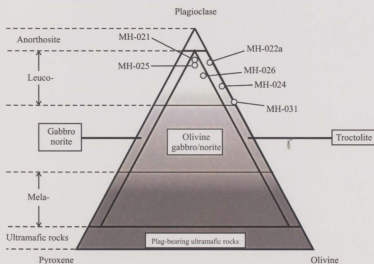 Plagioclase
MH-021
MH-022a
Anorthosite
MH-025
MH-026
Leuco-
MH-024
MH-031
Gabbro
norite
Olivine
gabbro/norite
Troctolite
Mela-
Ultramafic rocks
Plag-bearing ultramafic rocks
Pyroxene
Olivine